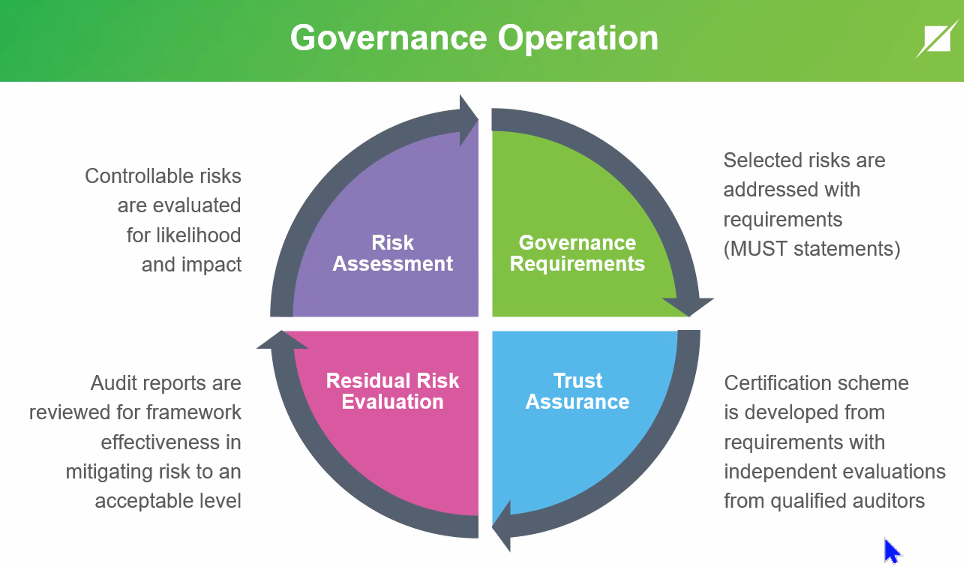 Governance Operation
Controllable risks
are evaluated
for likelihood
and impact
Risk
Assessment
Governance
Requirements
Selected risks are
addressed with
requirements
(MUST statements)
Audit reports are
reviewed for framework
effectiveness in
mitigating risk to an
acceptable level
Residual Risk
Evaluation
Trust
Assurance
Certification scheme
is developed from
requirements with
independent evaluations
from qualified auditors